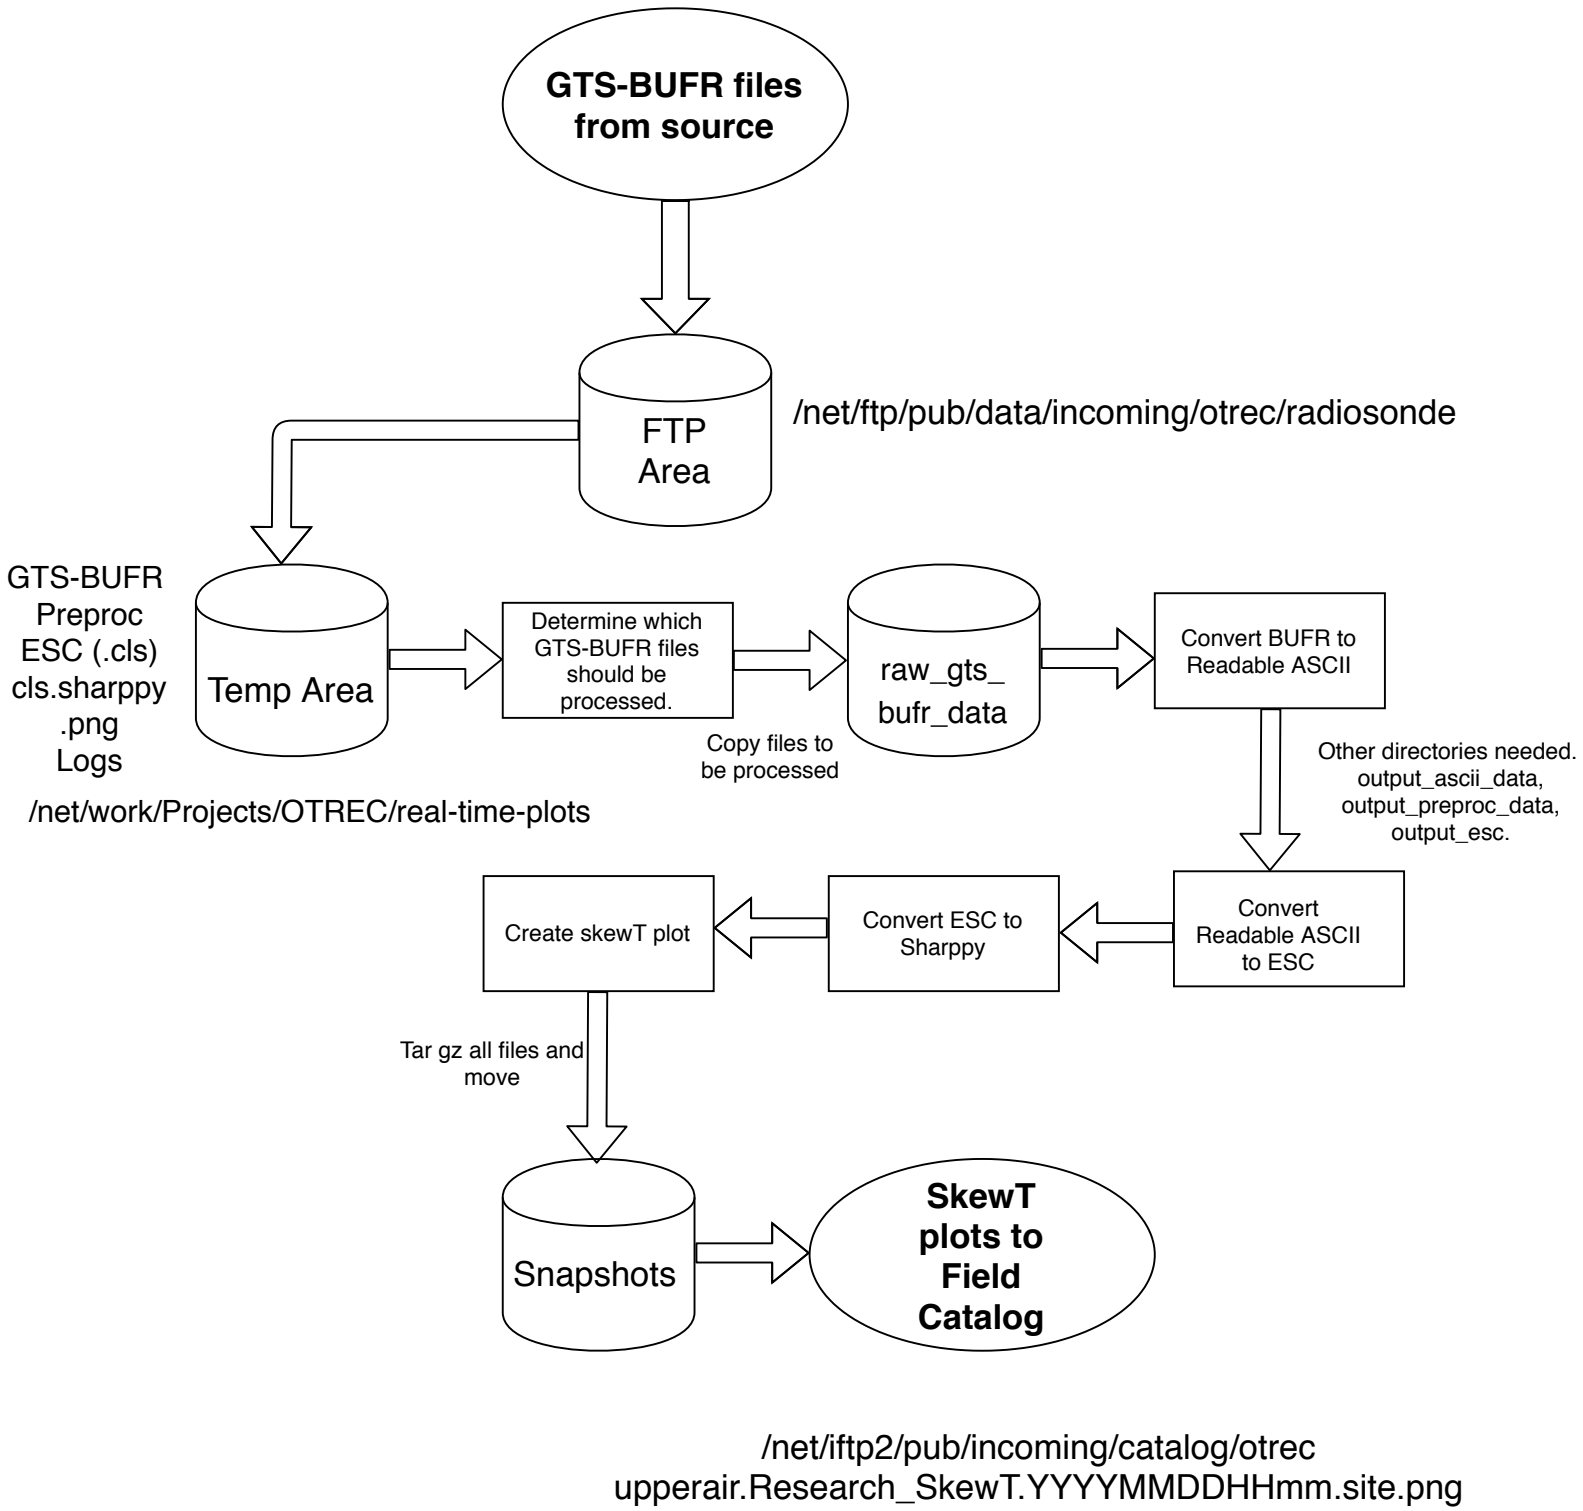 GTS-BUFR files
from source
FTP
Area
/net/ftp/pub/data/incoming/otrec/radiosonde
GTS-BUFR
Preproc
ESC (.cls)
cls.sharppy
.png
Logs
Temp Area
/net/work/Projects/OTREC/real-time-plots
Determine which
GTS-BUFR files
should be
processed.
Copy files to
be processed
raw_gts_
bufr_data
Convert BUFR to
Readable ASCII
Other directories needed.
output_ascii_data,
output_preproc_data,
output_esc.
Convert
Readable ASCII
to ESC
Convert ESC to
Sharppy
Create skewT plot
Tar gz all files and
move
Snapshots
SkewT
plots to
Field
Catalog
/net/iftp2/pub/incoming/catalog/otrec
upperair.Research_SkewT.YYYYMMDDHHmm.site.png